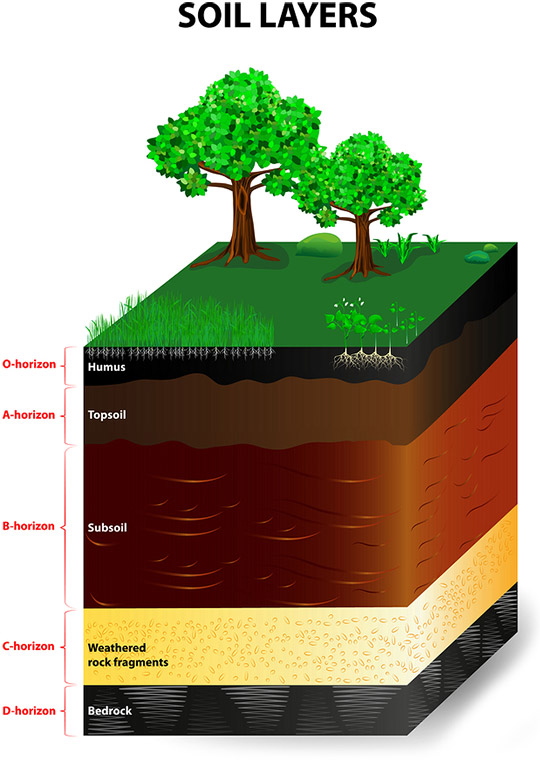 SOIL LAYERS
O-horizon
Humus
A-horizon
Topsoil
B-horizon
Subsoil
C-horizon
Weathered
rock fragments
D-horizon
Bedrock